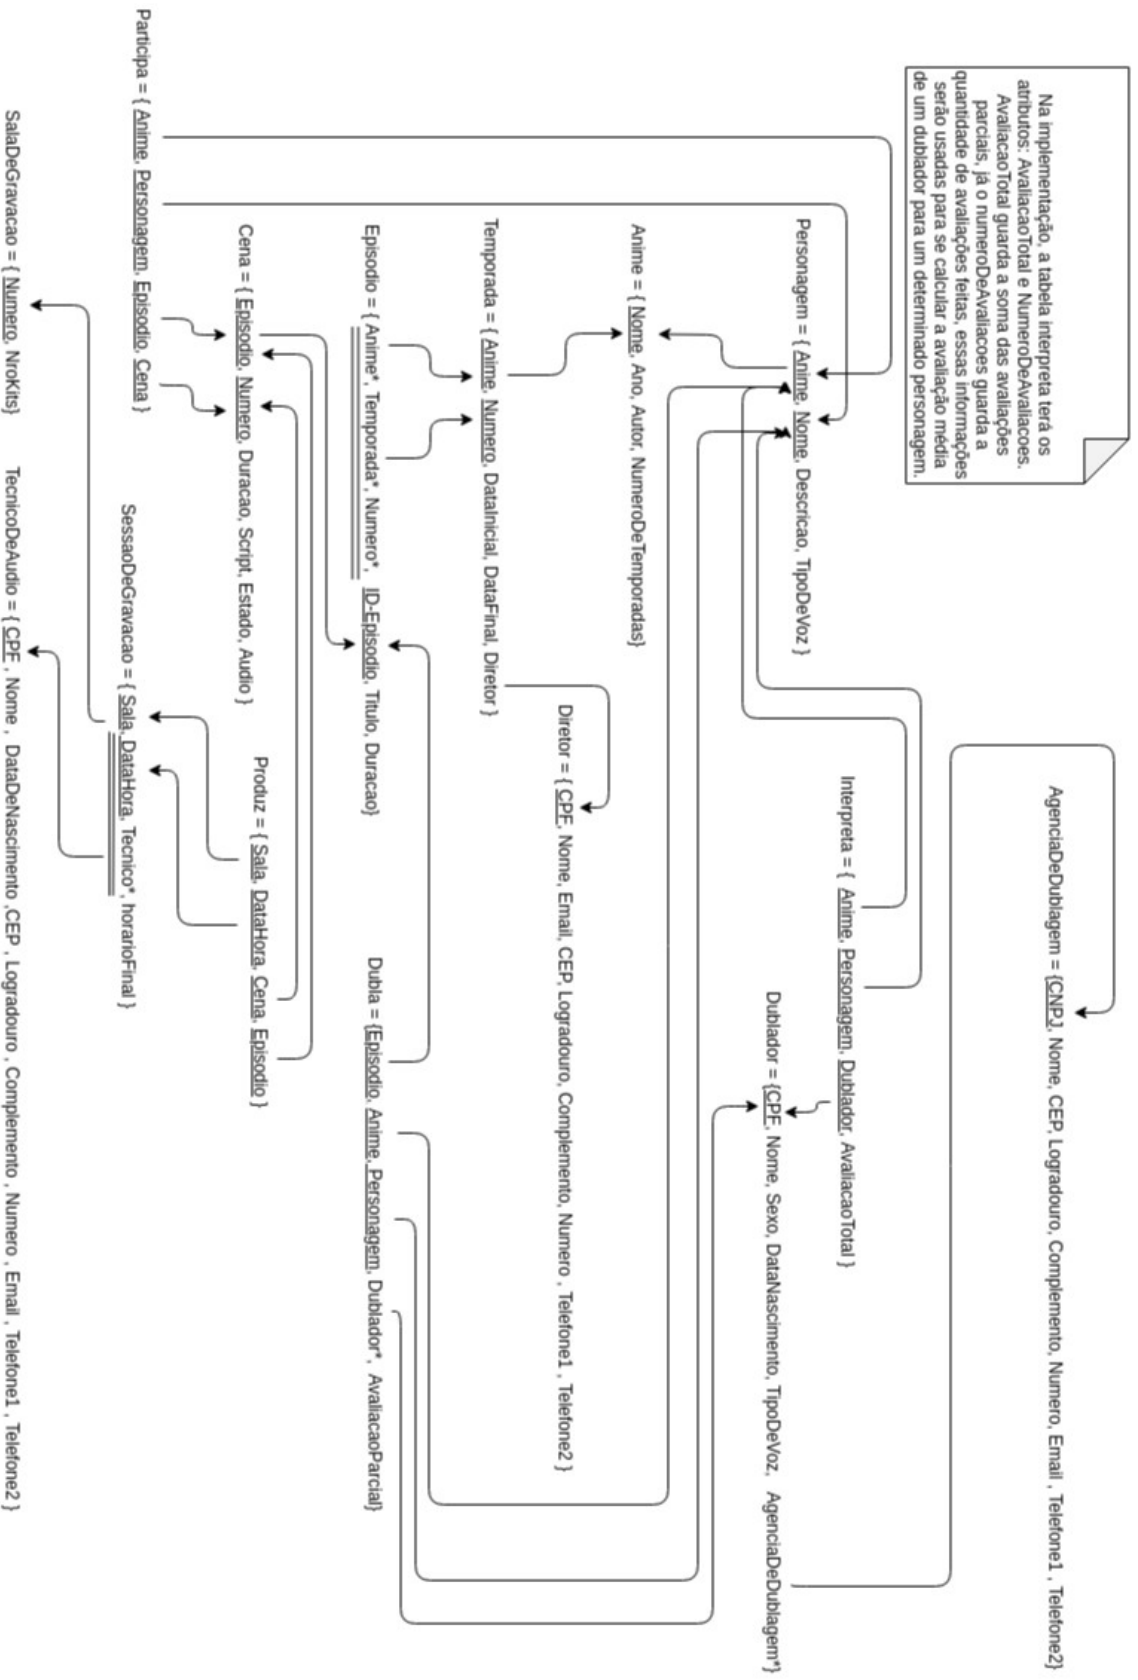 Na implementação, a tabela interpreta terá os
atributos: AvaliacaoTotal e NumeroDeAvaliacoes.
AvaliacaoTotal guarda a soma das avaliações
parciais, já o numeroDeAvaliacoes guarda a
quantidade de avaliações feitas, essas informações
serão usadas para se calcular a avaliação média
de um dublador para um determinado personagem.
AgenciaDeDublagem = {CNPJ, Nome, CEP, Logradouro, Complemento, Numero, Email , Telefone1 , Telefone2}
Interpreta = { Anime, Personagem, Dublador, AvaliacaoTotal }
Personagem = { Anime, Nome, Descricao, TipoDeVoz }
Dublador = {CPF, Nome, Sexo, DataNascimento, TipoDeVoz, AgenciaDeDublagem*}
Anime = { Nome, Ano, Autor, NumeroDeTemporadas}
Diretor = { CPF, Nome, Email, CEP, Logradouro, Complemento, Numero , Telefone1 , Telefone2 }
Temporada = { Anime, Numero, DataInicial, DataFinal, Diretor }
Episodio = { Anime*, Temporada*, Numero*, ID-Episodio, Titulo, Duracao}
Dubla = {Episodio, Anime, Personagem, Dublador*, AvaliacaoParcial}
Cena = { Episodio, Numero, Duracao, Script, Estado, Audio }
Produz = { Sala, DataHora, Cena, Episodio }
Participa = { Anime, Personagem, Episodio, Cena }
SessaoDeGravacao = { Sala, DataHora, Tecnico*, horarioFinal }
SalaDeGravacao = { Numero, NroKits}
TecnicoDeAudio = { CPF , Nome , DataDeNascimento ,CEP , Logradouro , Complemento , Numero , Email , Telefone1 , Telefone2 }